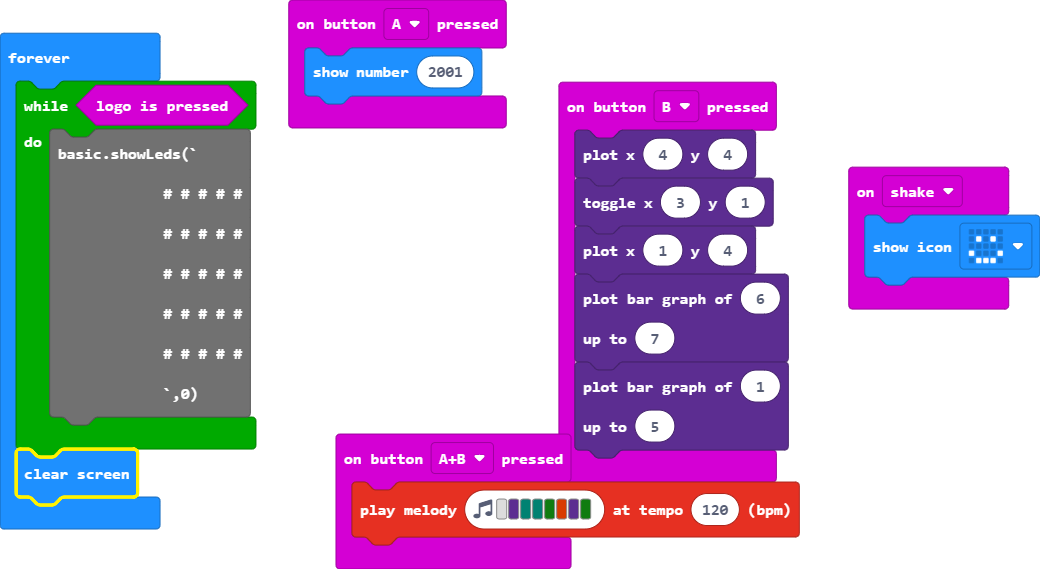 forever
while logo is pressed
do
basic.showLeds(`
# # # # #
# # # # #
# # # # #
# # # # #
# # # # #
`,0)
clear screen
on button A pressed
show number 2001
on button B pressed
plot x 4 y 4
toggle x 3 y 1
plot x 1 y 4
plot bar graph of 6
up to 7
plot bar graph of 1
up to 5
on button A+B pressed
play melody at tempo 120 (bpm)
on shake
show icon